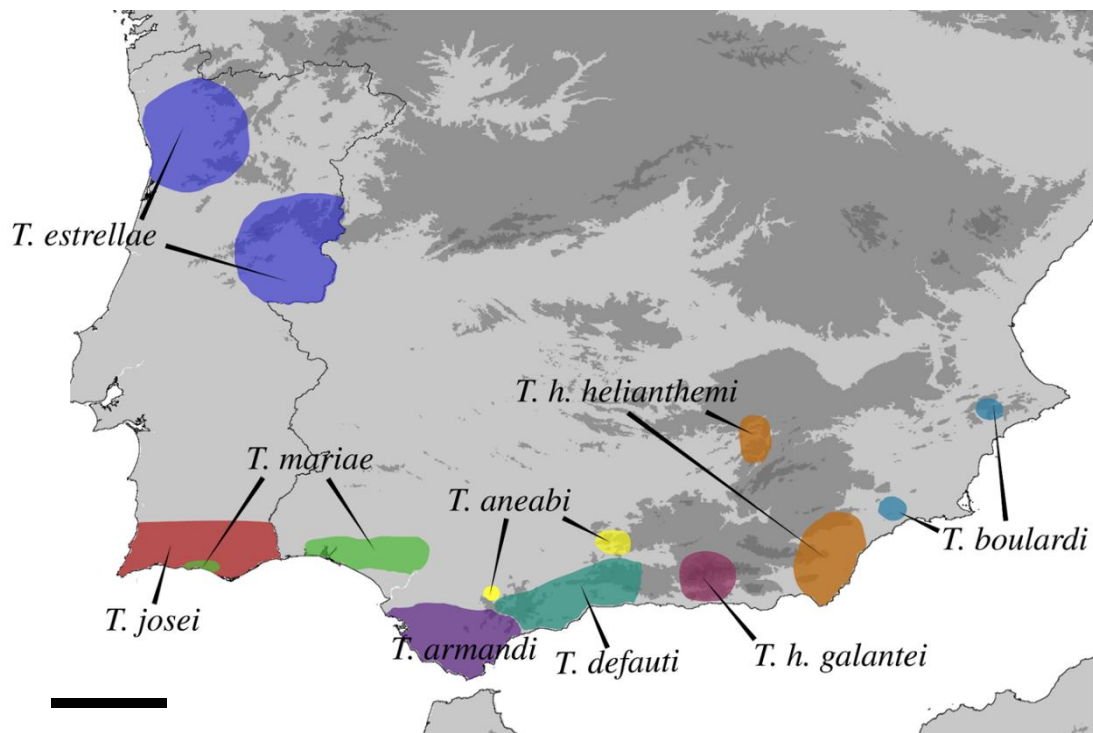 T. estrellae
T. h. helianthemi
T. mariae
T. aneabi
T. boulardi
T. josei
T. armandi
T. defauti
T. h. galantei